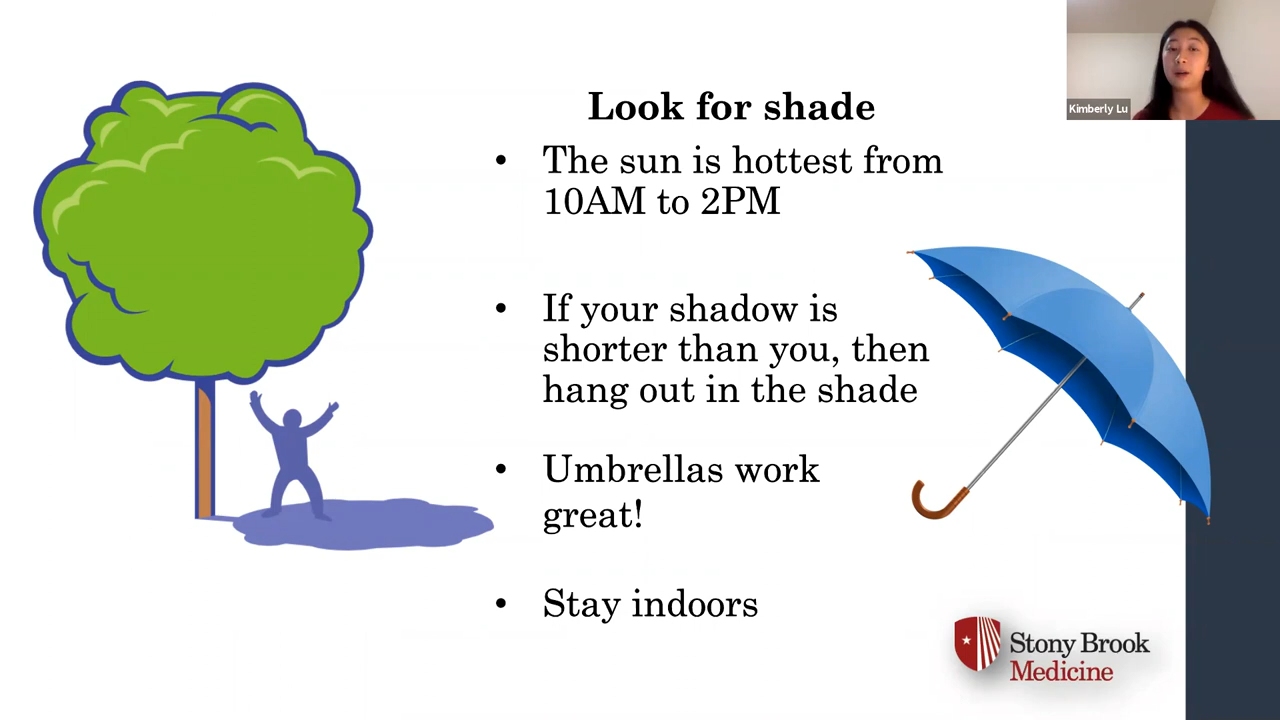 Kimberly Lu
Look for shade
• The sun is hottest from
10AM to 2PM
• If your shadow is
shorter than you, then
hang out in the shade
• Umbrellas work
great!
• Stay indoors
Stony Brook
Medicine